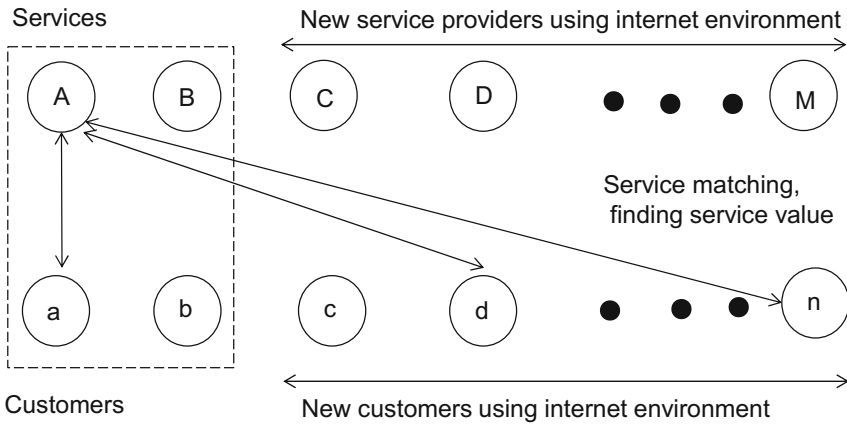 Services
New service providers using internet environment
A
B
C
D
M
Service matching,
finding service value
a
b
c
d
n
Customers
New customers using internet environment